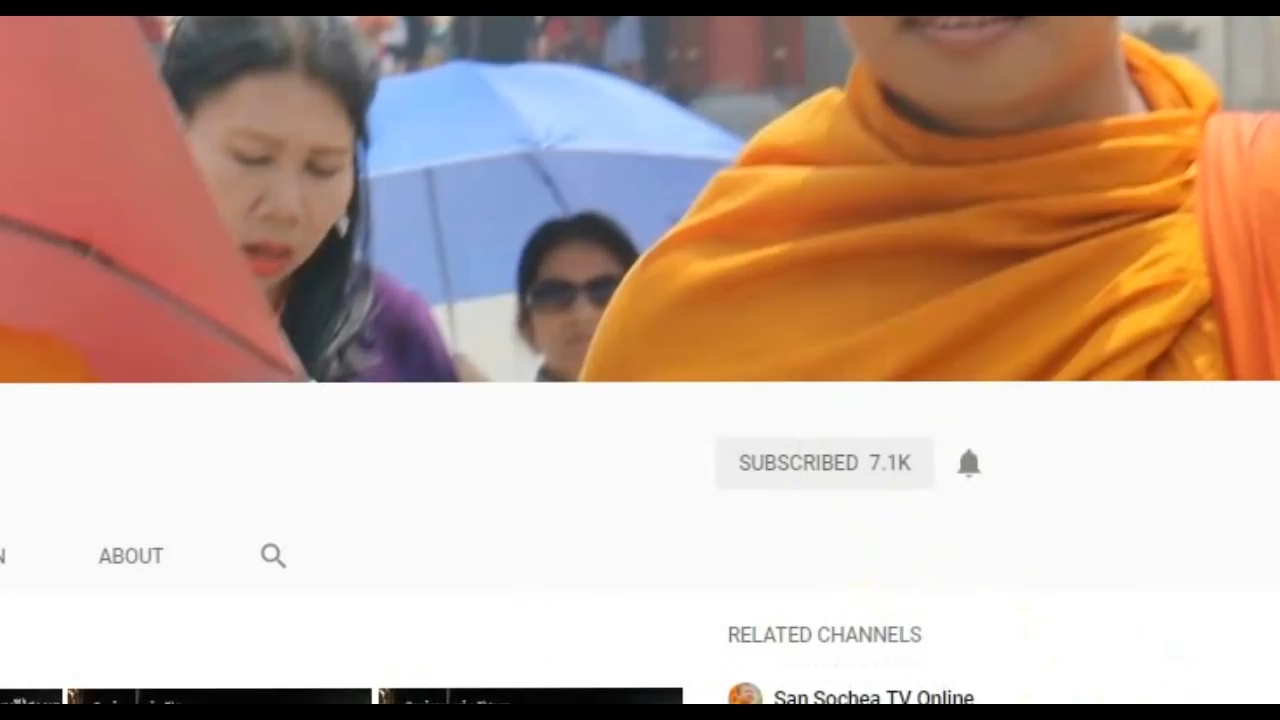 SUBSCRIBED 7.1K
ABOUT
RELATED CHANNELS
San Sochea TV Online